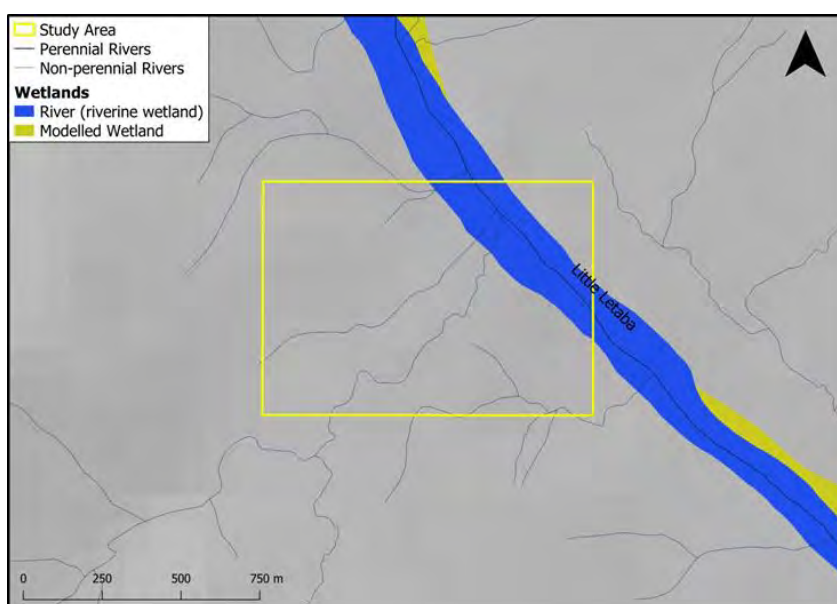 Study Area
Perennial Rivers
Non-perennial Rivers
Wetlands
River (riverine wetland)
Modelled Wetland
Little Letaba
0 250 500 750 m